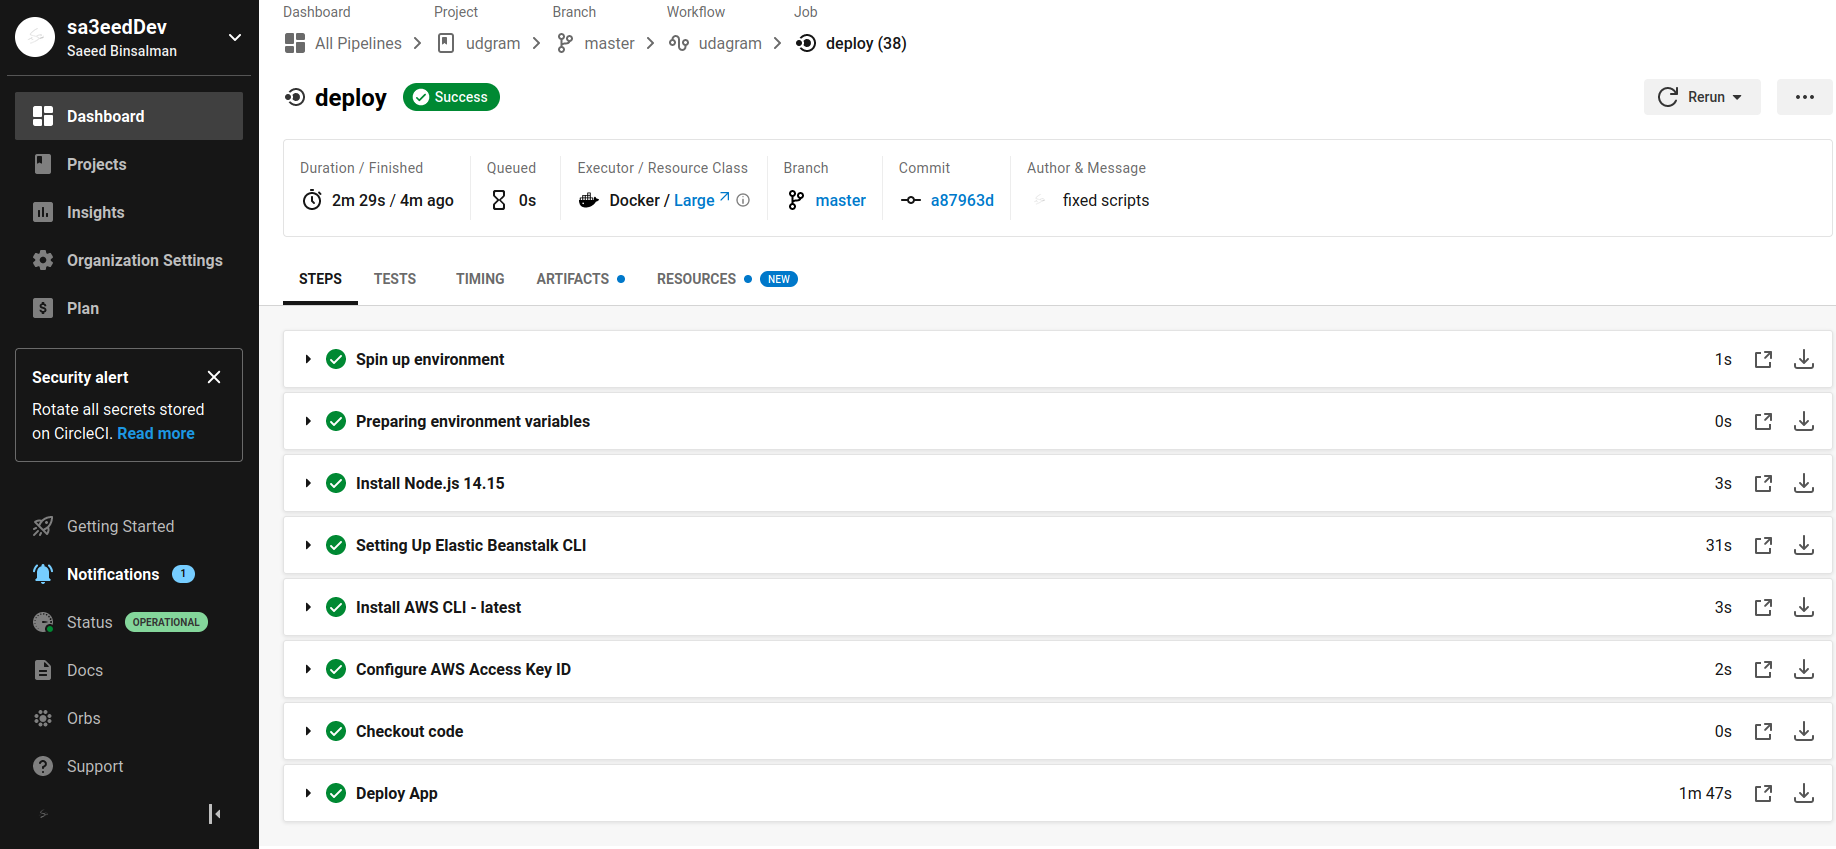 sa3eedDev
Saeed Binsalman
Dashboard
Projects
Insights
Organization Settings
Plan
Security alert
Rotate all secrets stored
on CircleCI. Read more
Getting Started
Notifications 1
Status OPERATIONAL
Docs
Orbs
Support
Dashboard Project Branch Workflow Job
All Pipelines udgram master udagram deploy (38)
deploy Success Rerun
Duration / Finished Queued Executor / Resource Class Branch Commit Author & Message
2m 29s / 4m ago 0s Docker / Large master a87963d fixed scripts
STEPS TESTS TIMING ARTIFACTS RESOURCES NEW
Spin up environment 1s
Preparing environment variables 0s
Install Node.js 14.15 3s
Setting Up Elastic Beanstalk CLI 31s
Install AWS CLI - latest 3s
Configure AWS Access Key ID 2s
Checkout code 0s
Deploy App 1m 47s